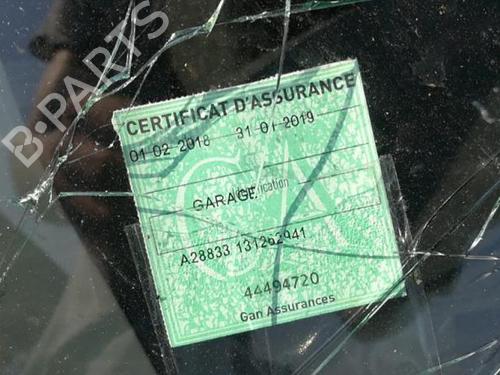 B-PARTS
CERTIFICAT D'ASSURANCE
01 02 2018 31 01 2019
GARAGE
A28833 131262941
44494720
Gan Assurances